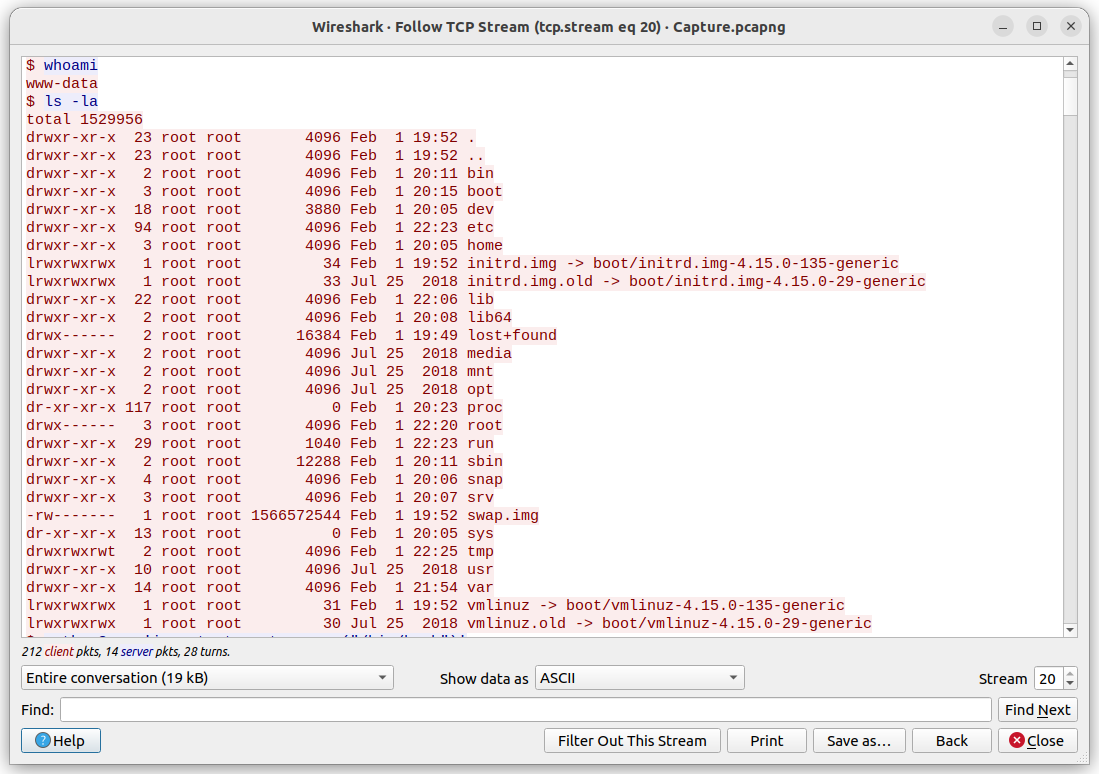 Wireshark · Follow TCP Stream (tcp.stream eq 20) · Capture.pcapng
$ whoami
www-data
$ ls -la
total 1529956
drwxr-xr-x  23 root root       4096 Feb  1 19:52 .
drwxr-xr-x  23 root root       4096 Feb  1 19:52 ..
drwxr-xr-x   2 root root       4096 Feb  1 20:11 bin
drwxr-xr-x   3 root root       4096 Feb  1 20:15 boot
drwxr-xr-x  18 root root       3880 Feb  1 20:05 dev
drwxr-xr-x  94 root root       4096 Feb  1 22:23 etc
drwxr-xr-x   3 root root       4096 Feb  1 20:05 home
lrwxrwxrwx   1 root root         34 Feb  1 19:52 initrd.img -> boot/initrd.img-4.15.0-135-generic
lrwxrwxrwx   1 root root         33 Jul 25  2018 initrd.img.old -> boot/initrd.img-4.15.0-29-generic
drwxr-xr-x  22 root root       4096 Feb  1 22:06 lib
drwxr-xr-x   2 root root       4096 Feb  1 20:08 lib64
drwx------   2 root root      16384 Feb  1 19:49 lost+found
drwxr-xr-x   2 root root       4096 Jul 25  2018 media
drwxr-xr-x   2 root root       4096 Jul 25  2018 mnt
drwxr-xr-x   2 root root       4096 Jul 25  2018 opt
dr-xr-xr-x 117 root root          0 Feb  1 20:23 proc
drwx------   3 root root       4096 Feb  1 22:20 root
drwxr-xr-x  29 root root       1040 Feb  1 22:23 run
drwxr-xr-x   2 root root      12288 Feb  1 20:11 sbin
drwxr-xr-x   4 root root       4096 Feb  1 20:06 snap
drwxr-xr-x   3 root root       4096 Feb  1 20:07 srv
-rw-------   1 root root 1566572544 Feb  1 19:52 swap.img
dr-xr-xr-x  13 root root          0 Feb  1 20:05 sys
drwxrwxrwt   2 root root       4096 Feb  1 22:25 tmp
drwxr-xr-x  10 root root       4096 Jul 25  2018 usr
drwxr-xr-x  14 root root       4096 Feb  1 21:54 var
lrwxrwxrwx   1 root root         31 Feb  1 19:52 vmlinuz -> boot/vmlinuz-4.15.0-135-generic
lrwxrwxrwx   1 root root         30 Jul 25  2018 vmlinuz.old -> boot/vmlinuz-4.15.0-29-generic
212 client pkts, 14 server pkts, 28 turns.
Entire conversation (19 kB) Show data as ASCII Stream 20
Find: Find Next
Help Filter Out This Stream Print Save as… Back Close